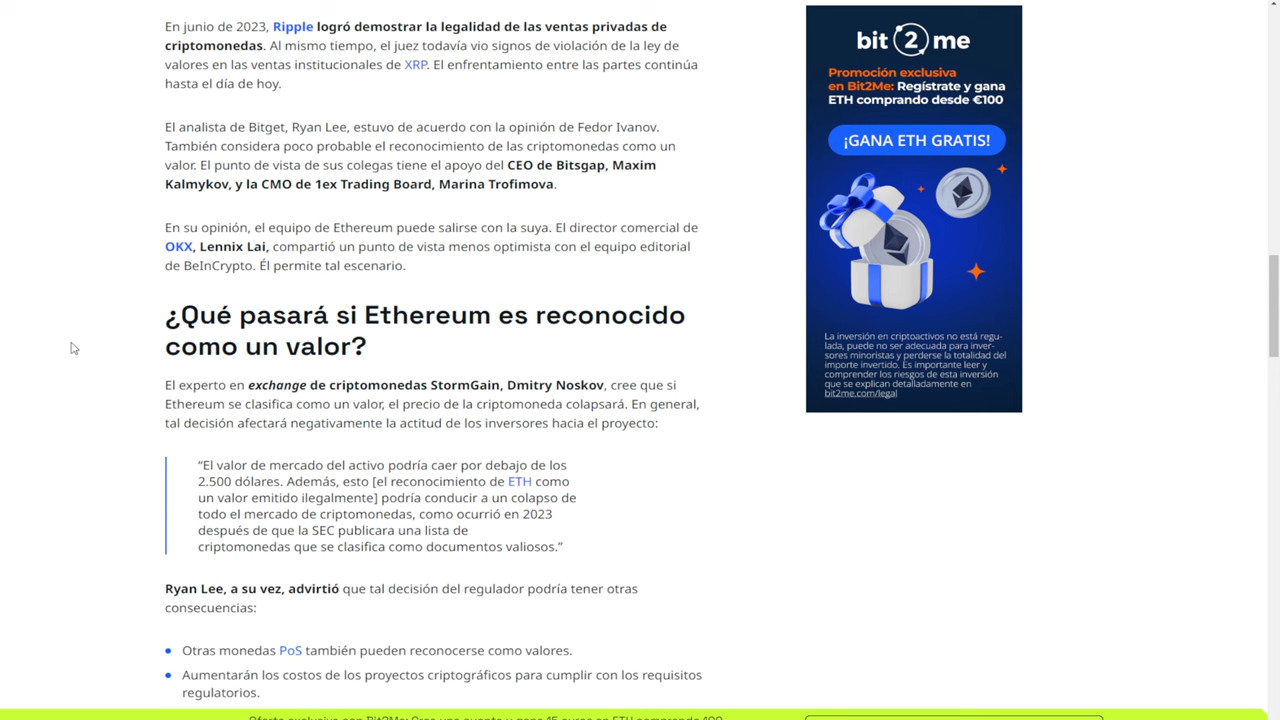 En junio de 2023, Ripple logró demostrar la legalidad de las ventas privadas de
criptomonedas. Al mismo tiempo, el juez todavía vio signos de violación de la ley de
valores en las ventas institucionales de XRP. El enfrentamiento entre las partes continúa
hasta el día de hoy.
El analista de Bitget, Ryan Lee, estuvo de acuerdo con la opinión de Fedor Ivanov.
También considera poco probable el reconocimiento de las criptomonedas como un
valor. El punto de vista de sus colegas tiene el apoyo del CEO de Bitsgap, Maxim
Kalmykov, y la CMO de 1ex Trading Board, Marina Trofimova.
En su opinión, el equipo de Ethereum puede salirse con la suya. El director comercial de
OKX, Lennix Lai, compartió un punto de vista menos optimista con el equipo editorial
de BeInCrypto. Él permite tal escenario.
¿Qué pasará si Ethereum es reconocido
como un valor?
El experto en exchange de criptomonedas StormGain, Dmitry Noskov, cree que si
Ethereum se clasifica como un valor, el precio de la criptomoneda colapsará. En general,
tal decisión afectará negativamente la actitud de los inversores hacia el proyecto:
“El valor de mercado del activo podría caer por debajo de los
2.500 dólares. Además, esto [el reconocimiento de ETH como
un valor emitido ilegalmente] podría conducir a un colapso de
todo el mercado de criptomonedas, como ocurrió en 2023
después de que la SEC publicara una lista de
criptomonedas que se clasifica como documentos valiosos.”
Ryan Lee, a su vez, advirtió que tal decisión del regulador podría tener otras
consecuencias:
Otras monedas PoS también pueden reconocerse como valores.
Aumentarán los costos de los proyectos criptográficos para cumplir con los requisitos
regulatorios.
bit2me
Promoción exclusiva
en Bit2Me: Regístrate y gana
ETH comprando desde €100
¡GANA ETH GRATIS!
La inversión en criptoactivos no está regu-
lada, puede no ser adecuada para inver-
sores minoristas y perderse la totalidad del
importe invertido. Es importante leer y
comprender los riesgos de esta inversión
que se explican detalladamente en
bit2me.com/legal